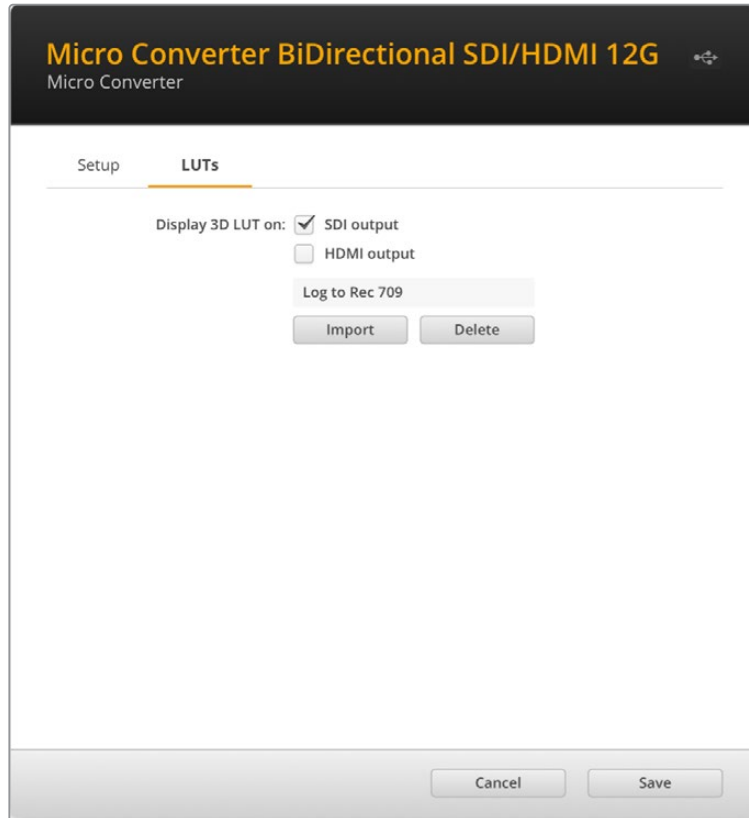 Micro Converter BiDirectional SDI/HDMI 12G
Micro Converter
Setup LUTs
Display 3D LUT on: SDI output
HDMI output
Log to Rec 709
Import Delete
Cancel Save